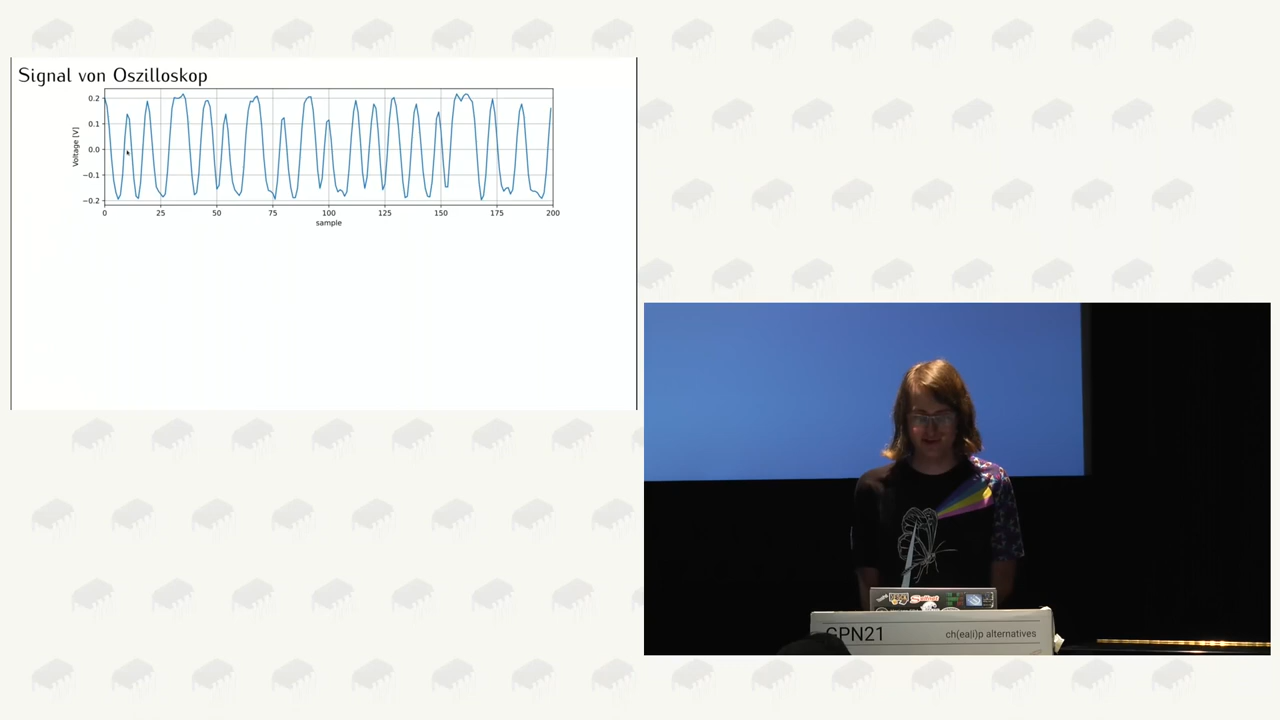 Signal von Oszilloskop
0.2
0.1
0.0
−0.1
−0.2
Voltage [V]
0 25 50 75 100 125 150 175 200
sample
GPN21 ch(ea|i)p alternatives